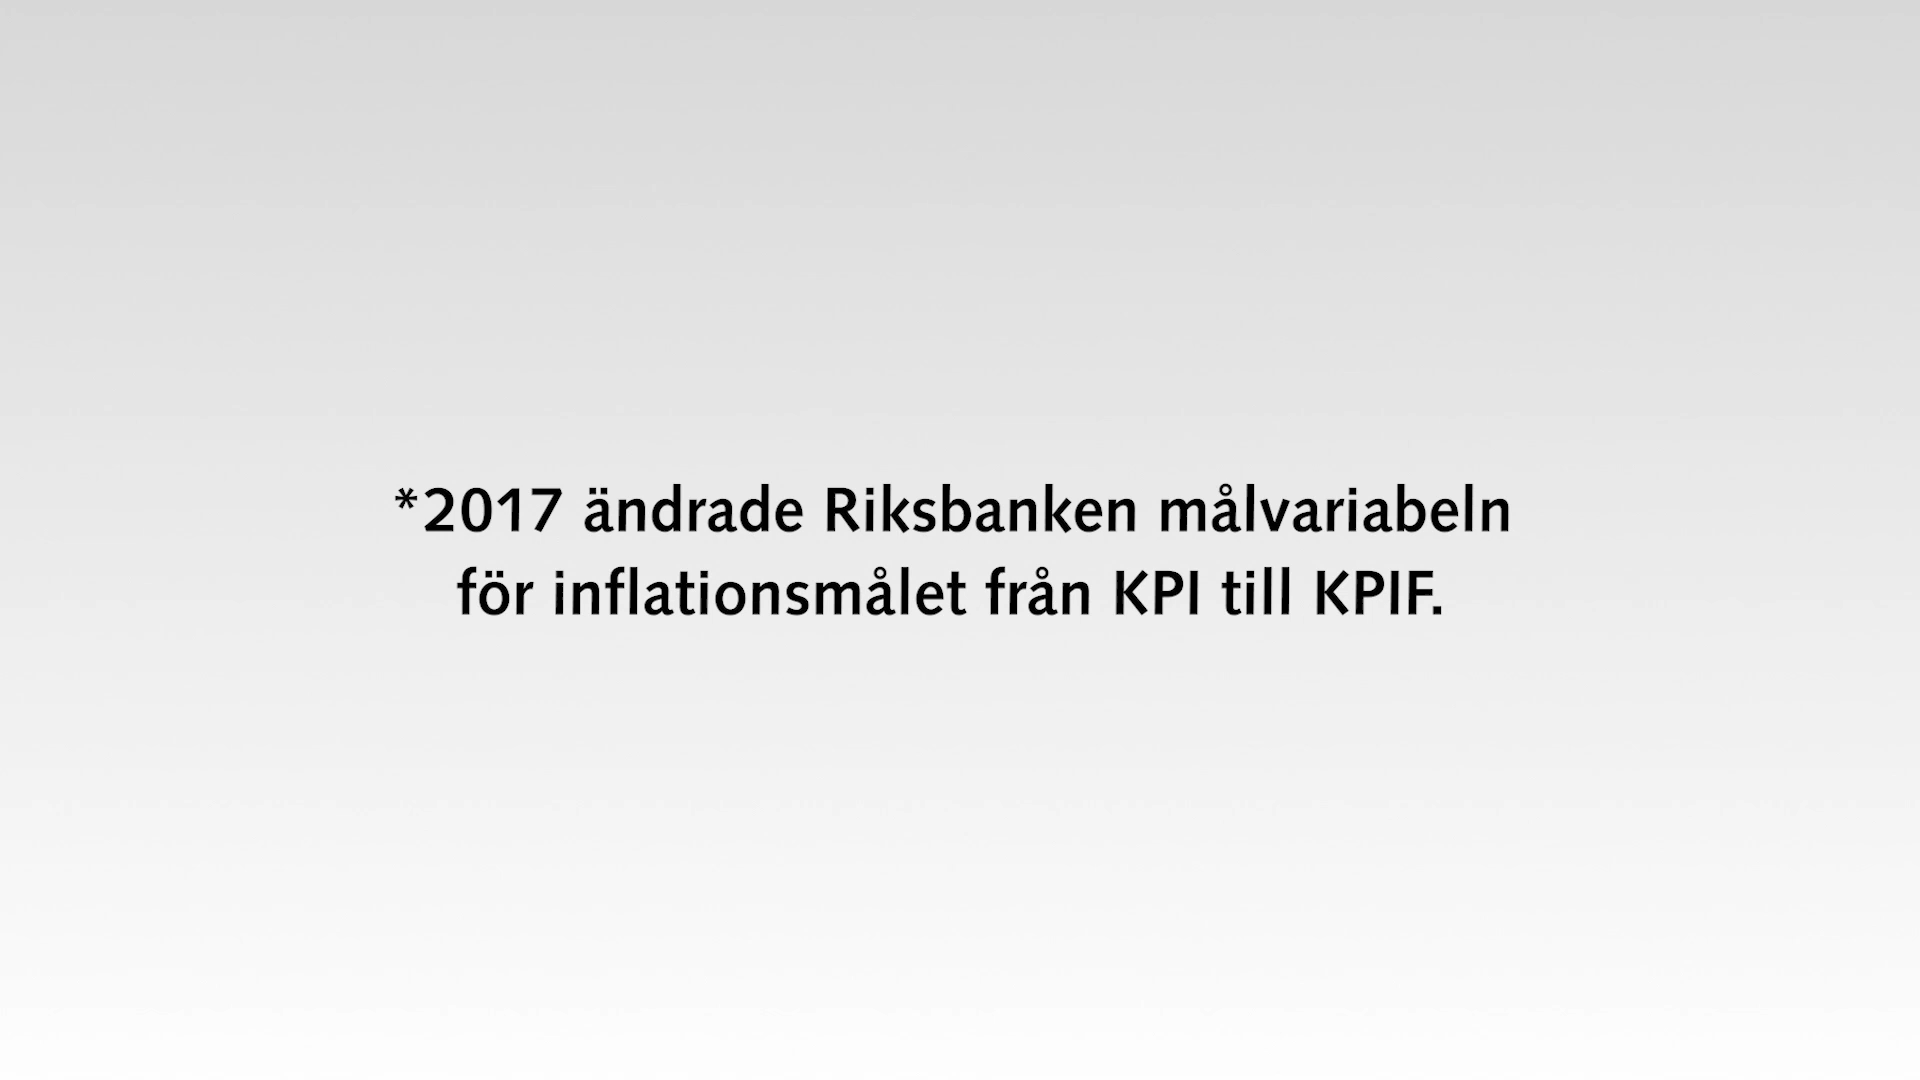 *2017 ändrade Riksbanken målvariabeln
för inflationsmålet från KPI till KPIF.